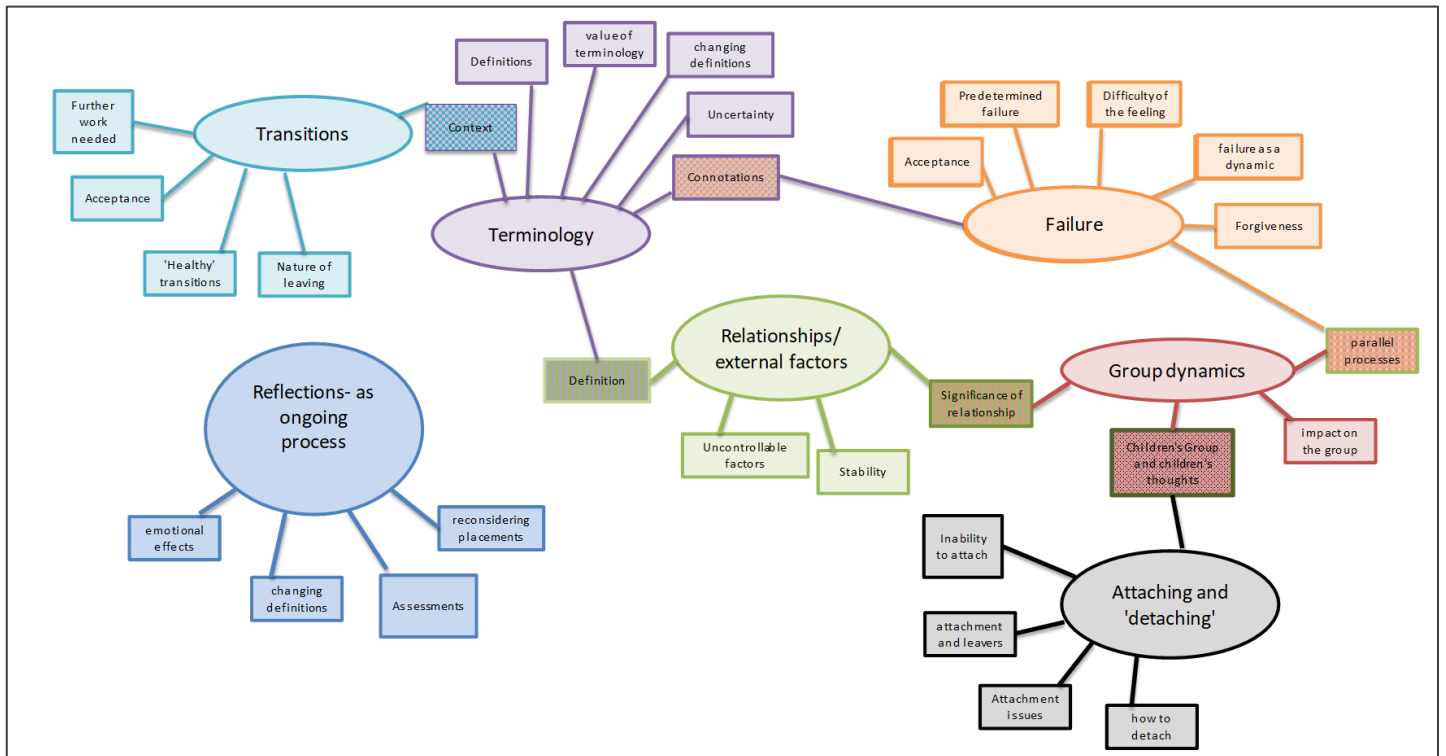 Transitions
Further
work
needed
Acceptance
'Healthy'
transitions
Nature of
leaving
Context
Terminology
Definitions
value of
terminology
changing
definitions
Uncertainty
Connotations
Definition
Failure
Acceptance
Predetermined
failure
Difficulty of
the feeling
failure as a
dynamic
Forgiveness
parallel
processes
Relationships/
external factors
Uncontrollable
factors
Stability
Significance of
relationship
Group dynamics
impact on
the group
Children's Group
and children's
thoughts
Reflections- as
ongoing
process
emotional
effects
changing
definitions
Assessments
reconsidering
placements
Attaching and
'detaching'
Inability
to attach
attachment
and leavers
Attachment
issues
how to
detach